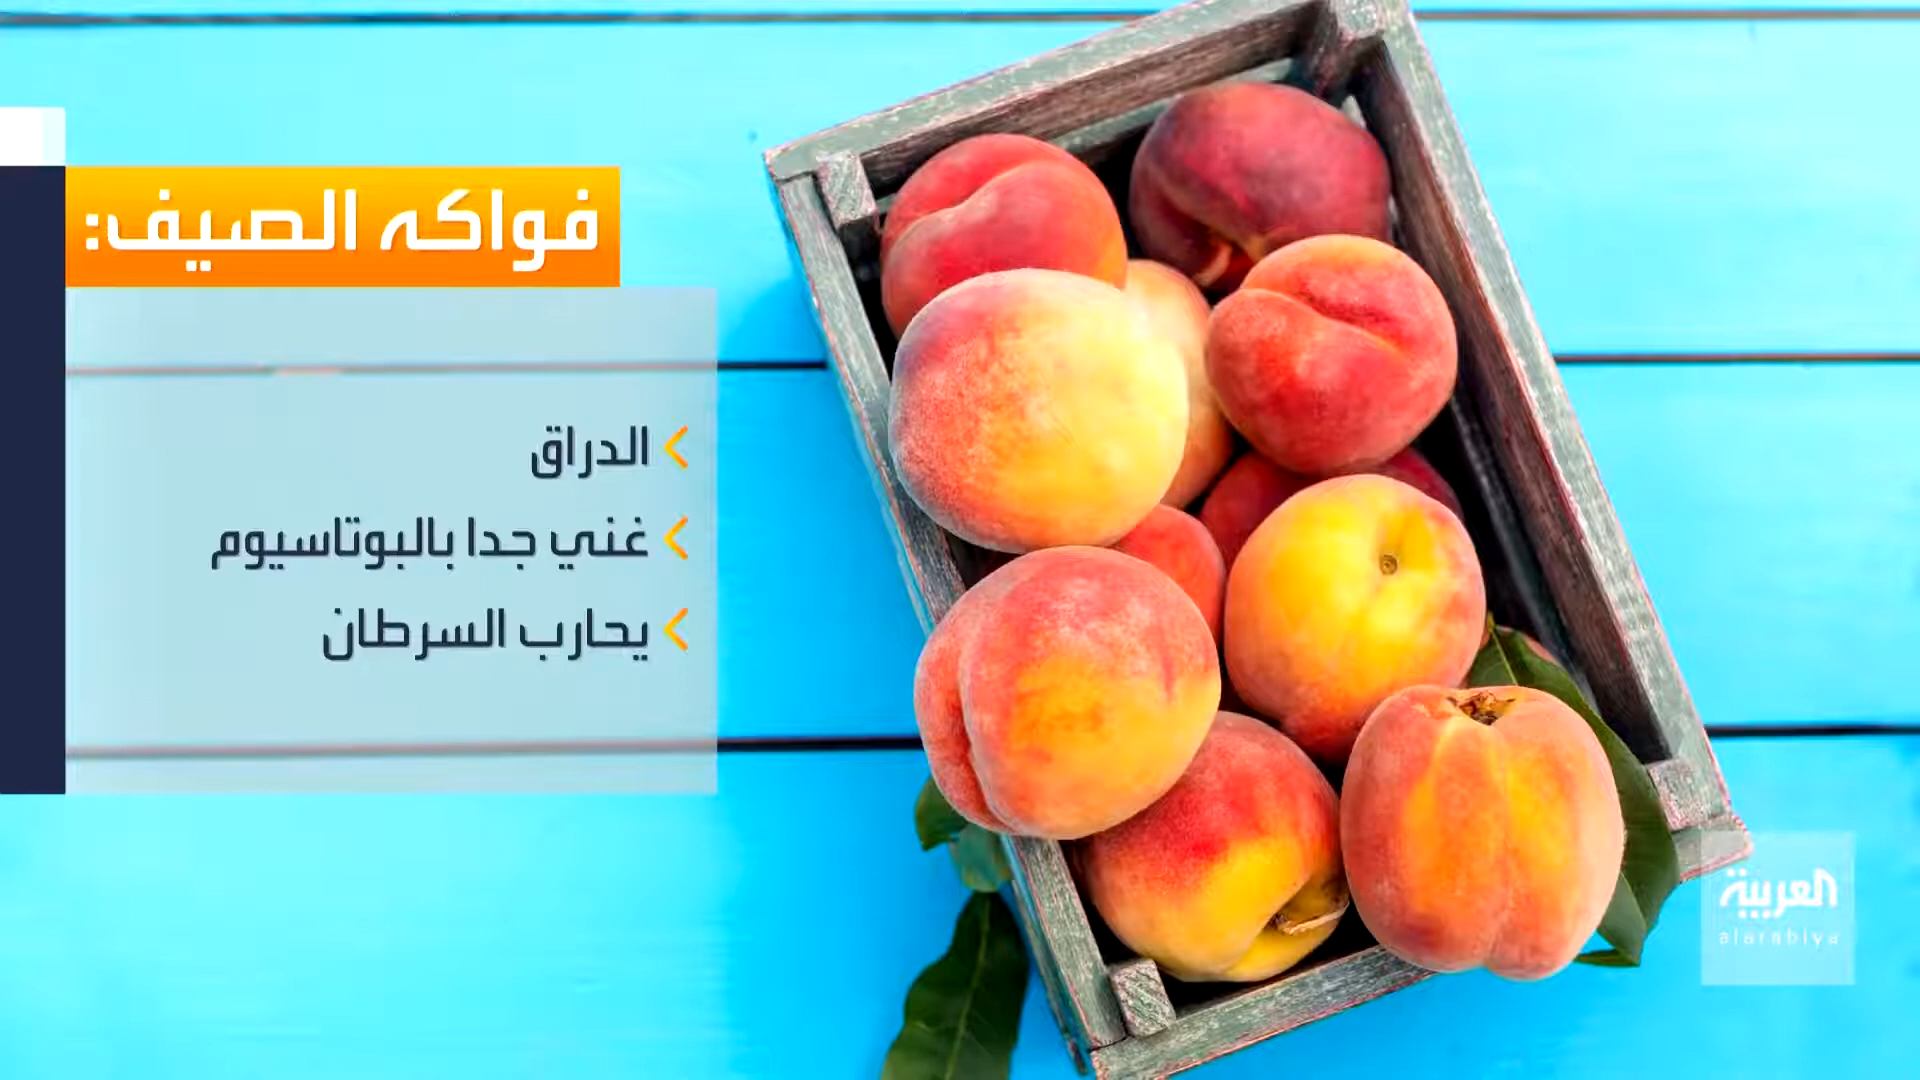 فواكه الصيف:
الدراق
غني جدا بالبوتاسيوم
يحارب السرطان
العربية
alarabiya